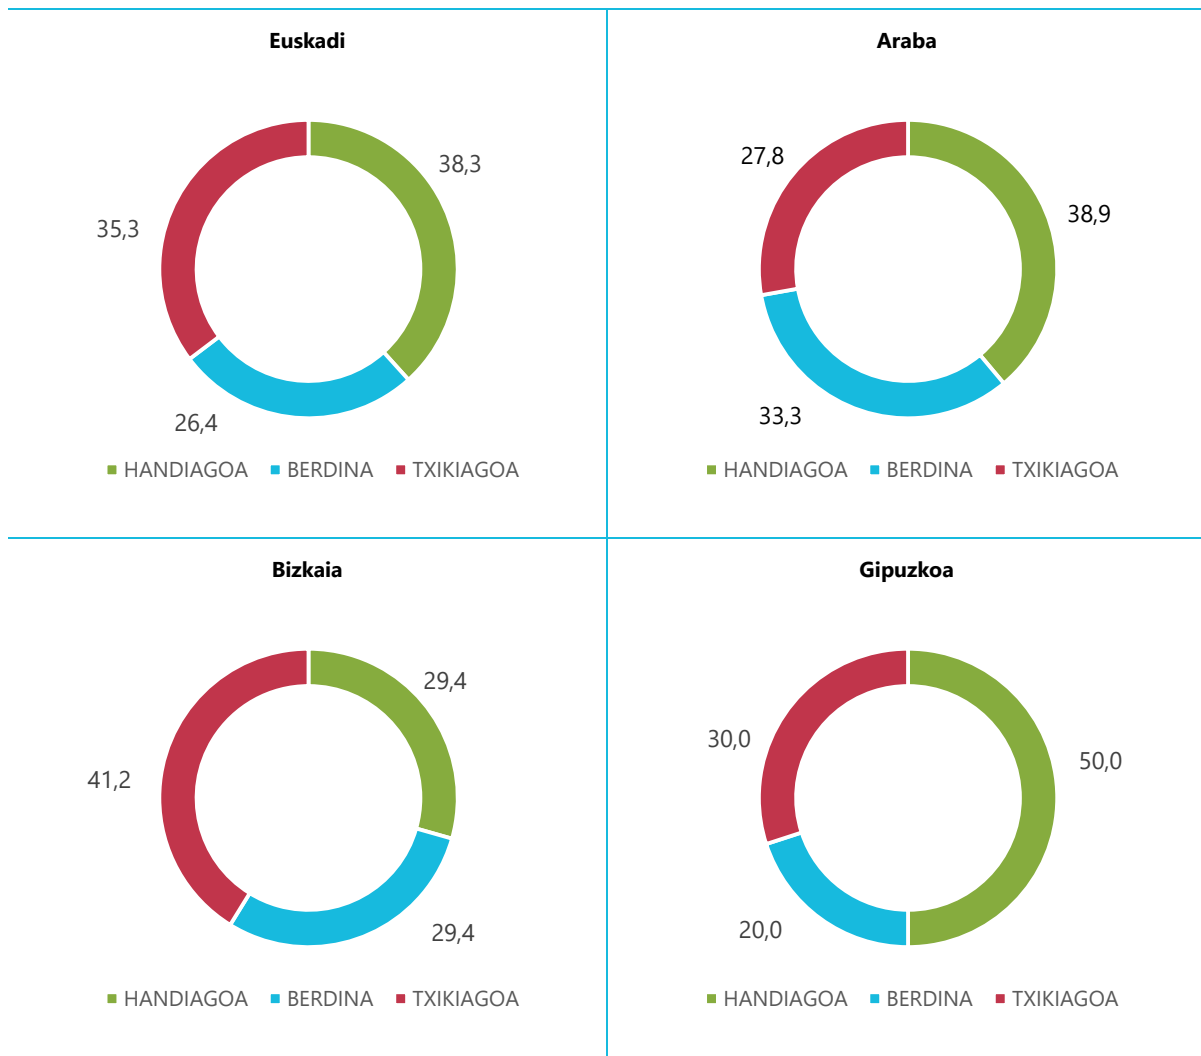 Euskadi
38,3
35,3
26,4
HANDIAGOA BERDINA TXIKIAGOA
Araba
27,8
38,9
33,3
HANDIAGOA BERDINA TXIKIAGOA
Bizkaia
29,4
41,2
29,4
HANDIAGOA BERDINA TXIKIAGOA
Gipuzkoa
30,0
50,0
20,0
HANDIAGOA BERDINA TXIKIAGOA